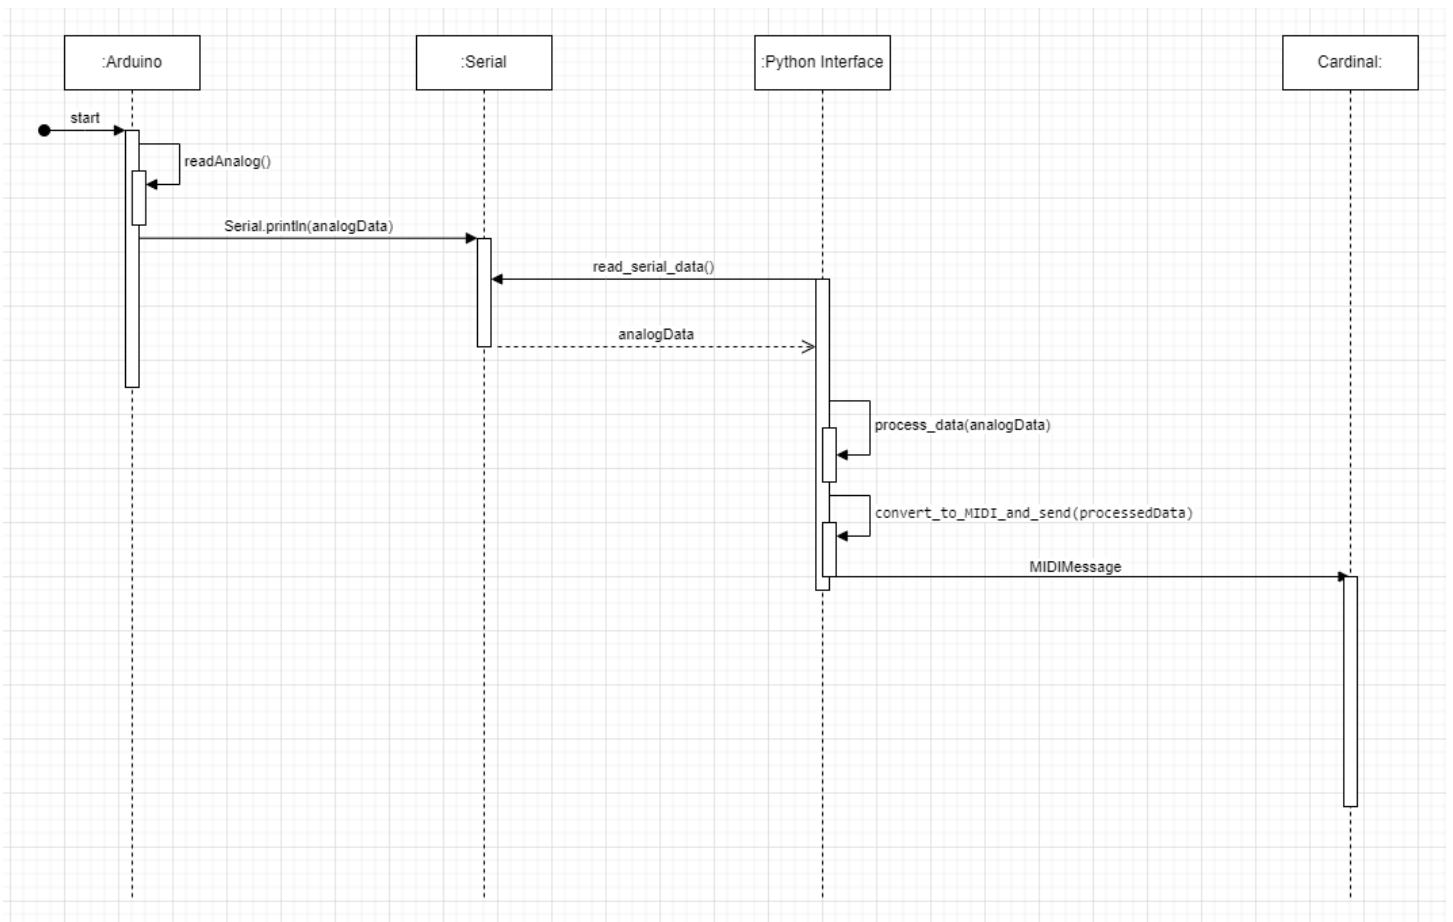 :Arduino
:Serial
:Python Interface
Cardinal:
start
readAnalog()
Serial.println(analogData)
read_serial_data()
analogData
process_data(analogData)
convert_to_MIDI_and_send(processedData)
MIDIMessage